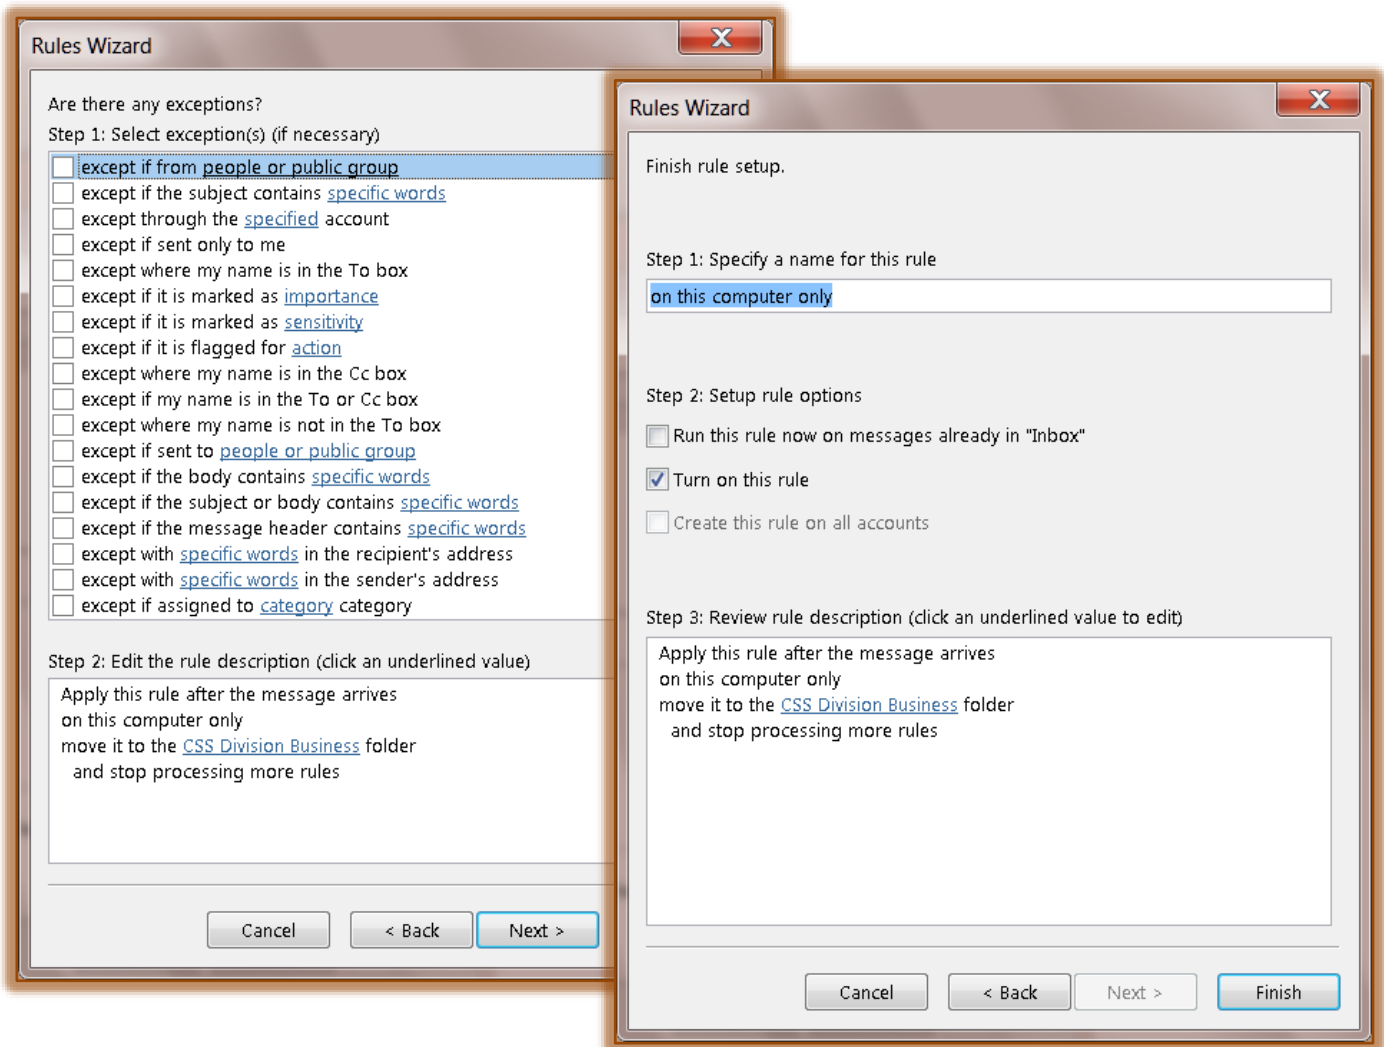 Rules Wizard
X
Are there any exceptions?
Step 1: Select exception(s) (if necessary)
except if from people or public group
except if the subject contains specific words
except through the specified account
except if sent only to me
except where my name is in the To box
except if it is marked as importance
except if it is marked as sensitivity
except if it is flagged for action
except where my name is in the Cc box
except if my name is in the To or Cc box
except where my name is not in the To box
except if sent to people or public group
except if the body contains specific words
except if the subject or body contains specific words
except if the message header contains specific words
except with specific words in the recipient's address
except with specific words in the sender's address
except if assigned to category category
Step 2: Edit the rule description (click an underlined value)
Apply this rule after the message arrives
on this computer only
move it to the CSS Division Business folder
and stop processing more rules
Cancel
< Back
Next >
Rules Wizard
X
Finish rule setup.
Step 1: Specify a name for this rule
on this computer only
Step 2: Setup rule options
Run this rule now on messages already in "Inbox"
Turn on this rule
Create this rule on all accounts
Step 3: Review rule description (click an underlined value to edit)
Apply this rule after the message arrives
on this computer only
move it to the CSS Division Business folder
and stop processing more rules
Cancel
< Back
Next >
Finish